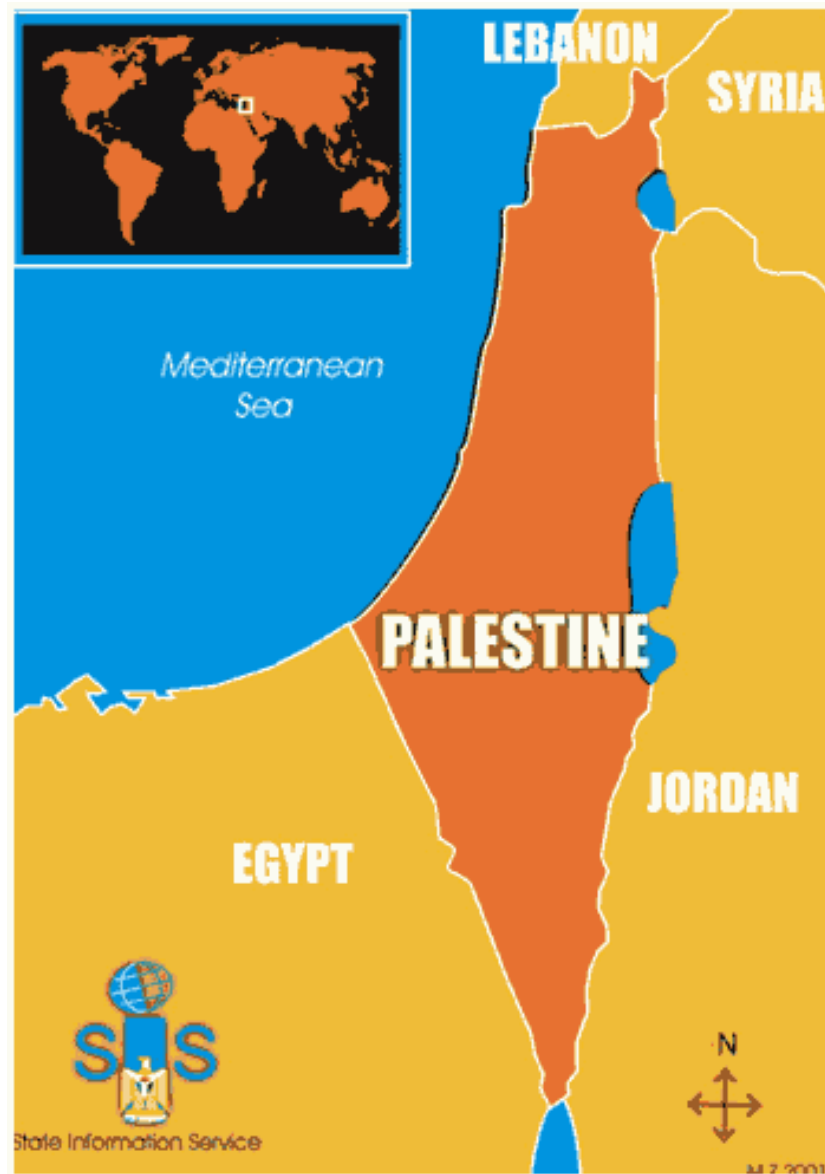 LEBANON
SYRIA
Mediterranean
Sea
PALESTINE
JORDAN
EGYPT
SIS
State Information Service
N